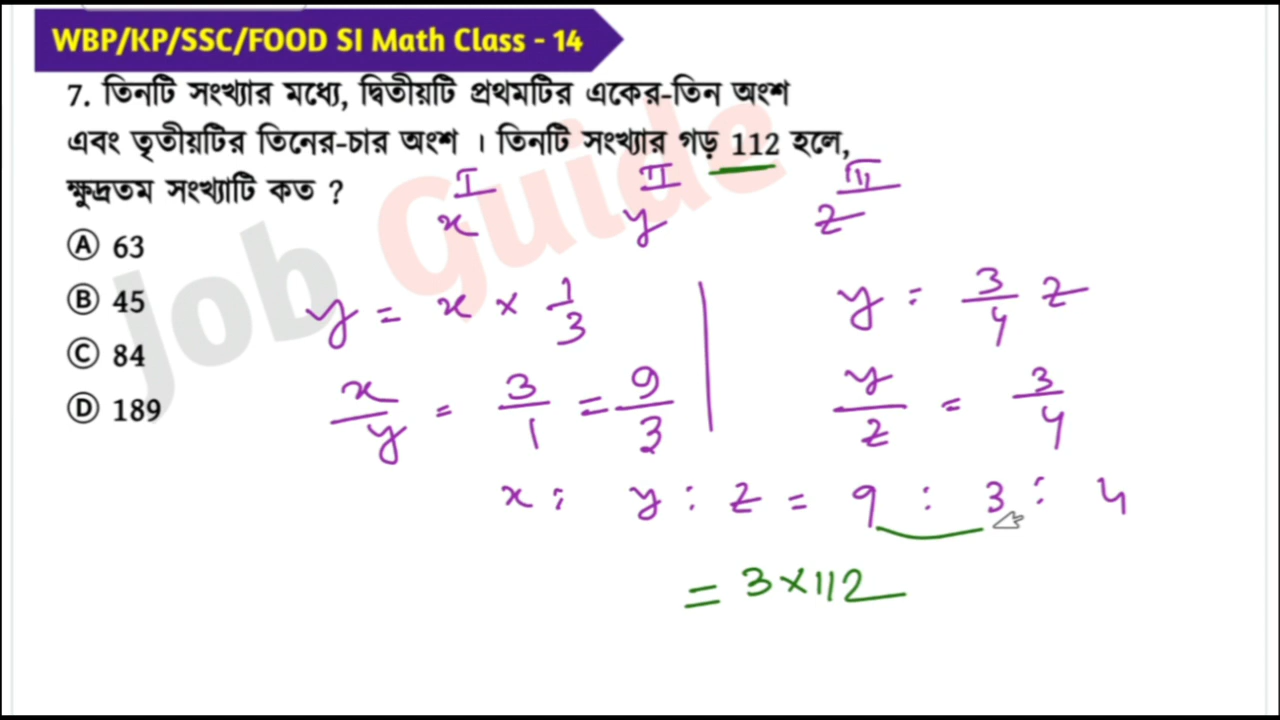 WBP/KP/SSC/FOOD SI Math Class - 14
7. তিনটি সংখ্যার মধ্যে, দ্বিতীয়টি প্রথমটির একের-তিন অংশ
এবং তৃতীয়টির তিনের-চার অংশ । তিনটি সংখ্যার গড় 112 হলে,
ক্ষুদ্রতম সংখ্যাটি কত ?
I II III
x y z
Ⓐ 63
Ⓑ 45
Ⓒ 84
Ⓓ 189
y = x × 1/3
y = 3/4 z
x/y = 3/1 = 9/3
y/z = 3/4
x : y : z = 9 : 3 : 4
= 3×112
Job Guide